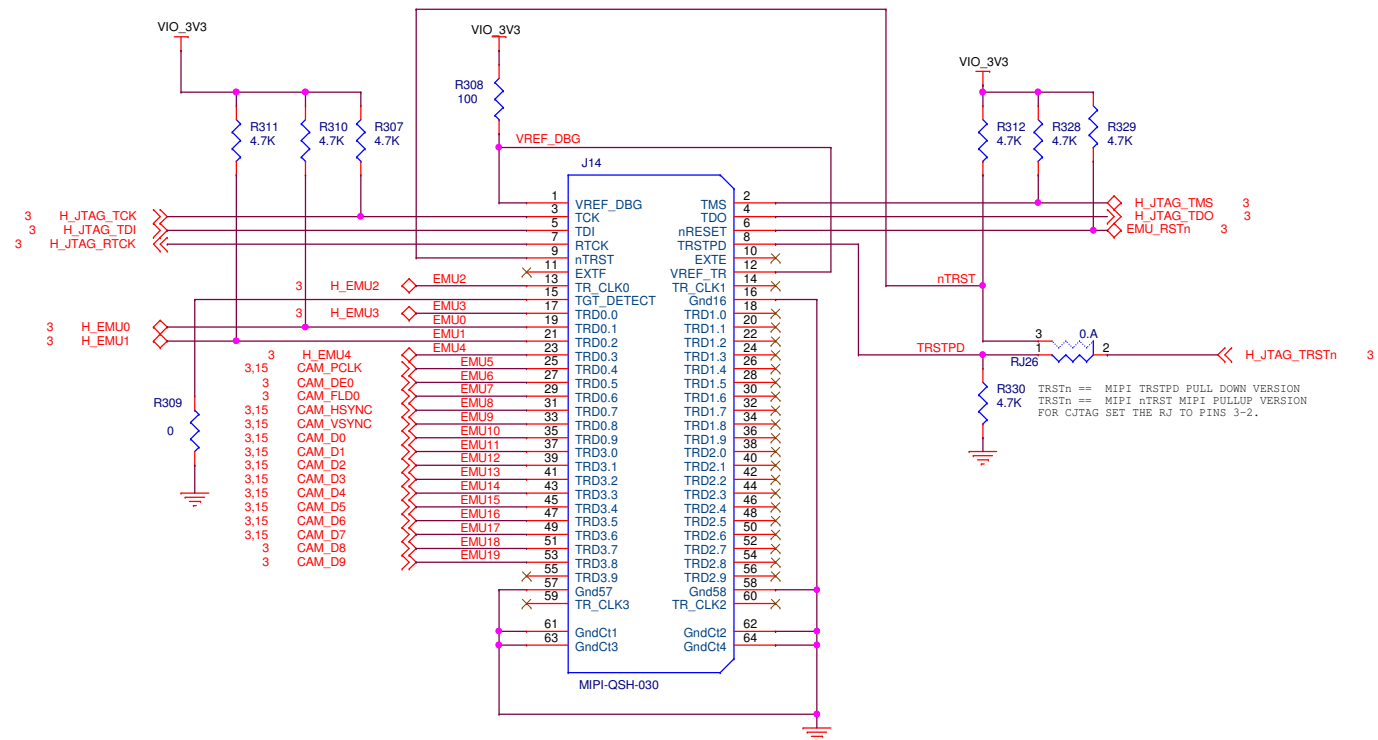 VIO_3V3
VIO_3V3
VIO_3V3
R308
100
R311
4.7K
R310
4.7K
R307
4.7K
R312
4.7K
R328
4.7K
R329
4.7K
VREF_DBG
J14
1 VREF_DBG TMS 2 H_JTAG_TMS 3
3 H_JTAG_TCK 3 TCK TDO 4 H_JTAG_TDO 3
3 H_JTAG_TDI 5 TDI nRESET 6 EMU_RSTn 3
3 H_JTAG_RTCK 7 RTCK TRSTPD 8
9 nTRST EXTE 10
11 EXTF VREF_TR 12
3 H_EMU2 EMU2 13 TR_CLK0 TR_CLK1 14 nTRST
15 TGT_DETECT Gnd16 16
3 H_EMU3 EMU3 17 TRD0.0 TRD1.0 18
3 H_EMU0 EMU0 19 TRD0.1 TRD1.1 20
3 H_EMU1 EMU1 21 TRD0.2 TRD1.2 22
3 H_EMU4 EMU4 23 TRD0.3 TRD1.3 24
3,15 CAM_PCLK EMU5 25 TRD0.4 TRD1.4 26
3 CAM_DE0 EMU6 27 TRD0.5 TRD1.5 28
3 CAM_FLD0 EMU7 29 TRD0.6 TRD1.6 30
3,15 CAM_HSYNC EMU8 31 TRD0.7 TRD1.7 32
3,15 CAM_VSYNC EMU9 33 TRD0.8 TRD1.8 34
3,15 CAM_D0 EMU10 35 TRD0.9 TRD1.9 36
3,15 CAM_D1 EMU11 37 TRD3.0 TRD2.0 38
3,15 CAM_D2 EMU12 39 TRD3.1 TRD2.1 40
3,15 CAM_D3 EMU13 41 TRD3.2 TRD2.2 42
3,15 CAM_D4 EMU14 43 TRD3.3 TRD2.3 44
3,15 CAM_D5 EMU15 45 TRD3.4 TRD2.4 46
3,15 CAM_D6 EMU16 47 TRD3.5 TRD2.5 48
3,15 CAM_D7 EMU17 49 TRD3.6 TRD2.6 50
3 CAM_D8 EMU18 51 TRD3.7 TRD2.7 52
3 CAM_D9 EMU19 53 TRD3.8 TRD2.8 54
55 TRD3.9 TRD2.9 56
57 Gnd57 Gnd58 58
59 TR_CLK3 TR_CLK2 60
61 GndCt1 GndCt2 62
63 GndCt3 GndCt4 64
MIPI-QSH-030
R309
0
3 0.A
TRSTPD 1 2 H_JTAG_TRSTn 3
RJ26
R330
4.7K
TRSTn == MIPI TRSTPD PULL DOWN VERSION
TRSTn == MIPI nTRST MIPI PULLUP VERSION
FOR CJTAG SET THE RJ TO PINS 3-2.